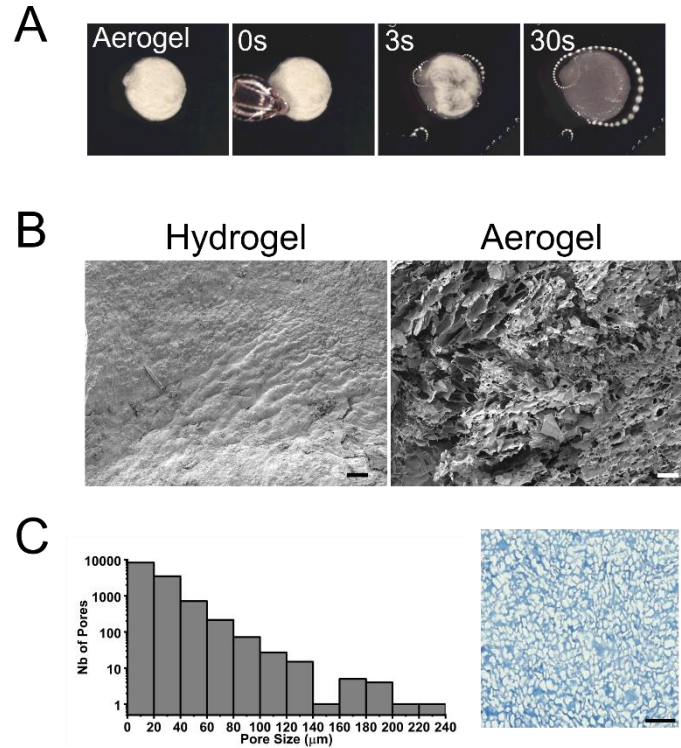 A
Aerogel
0s
3s
30s
B
Hydrogel
Aerogel
C
10000
1000
100
10
1
Nb of Pores
0 20 40 60 80 100 120 140 160 180 200 220 240
Pore Size (μm)